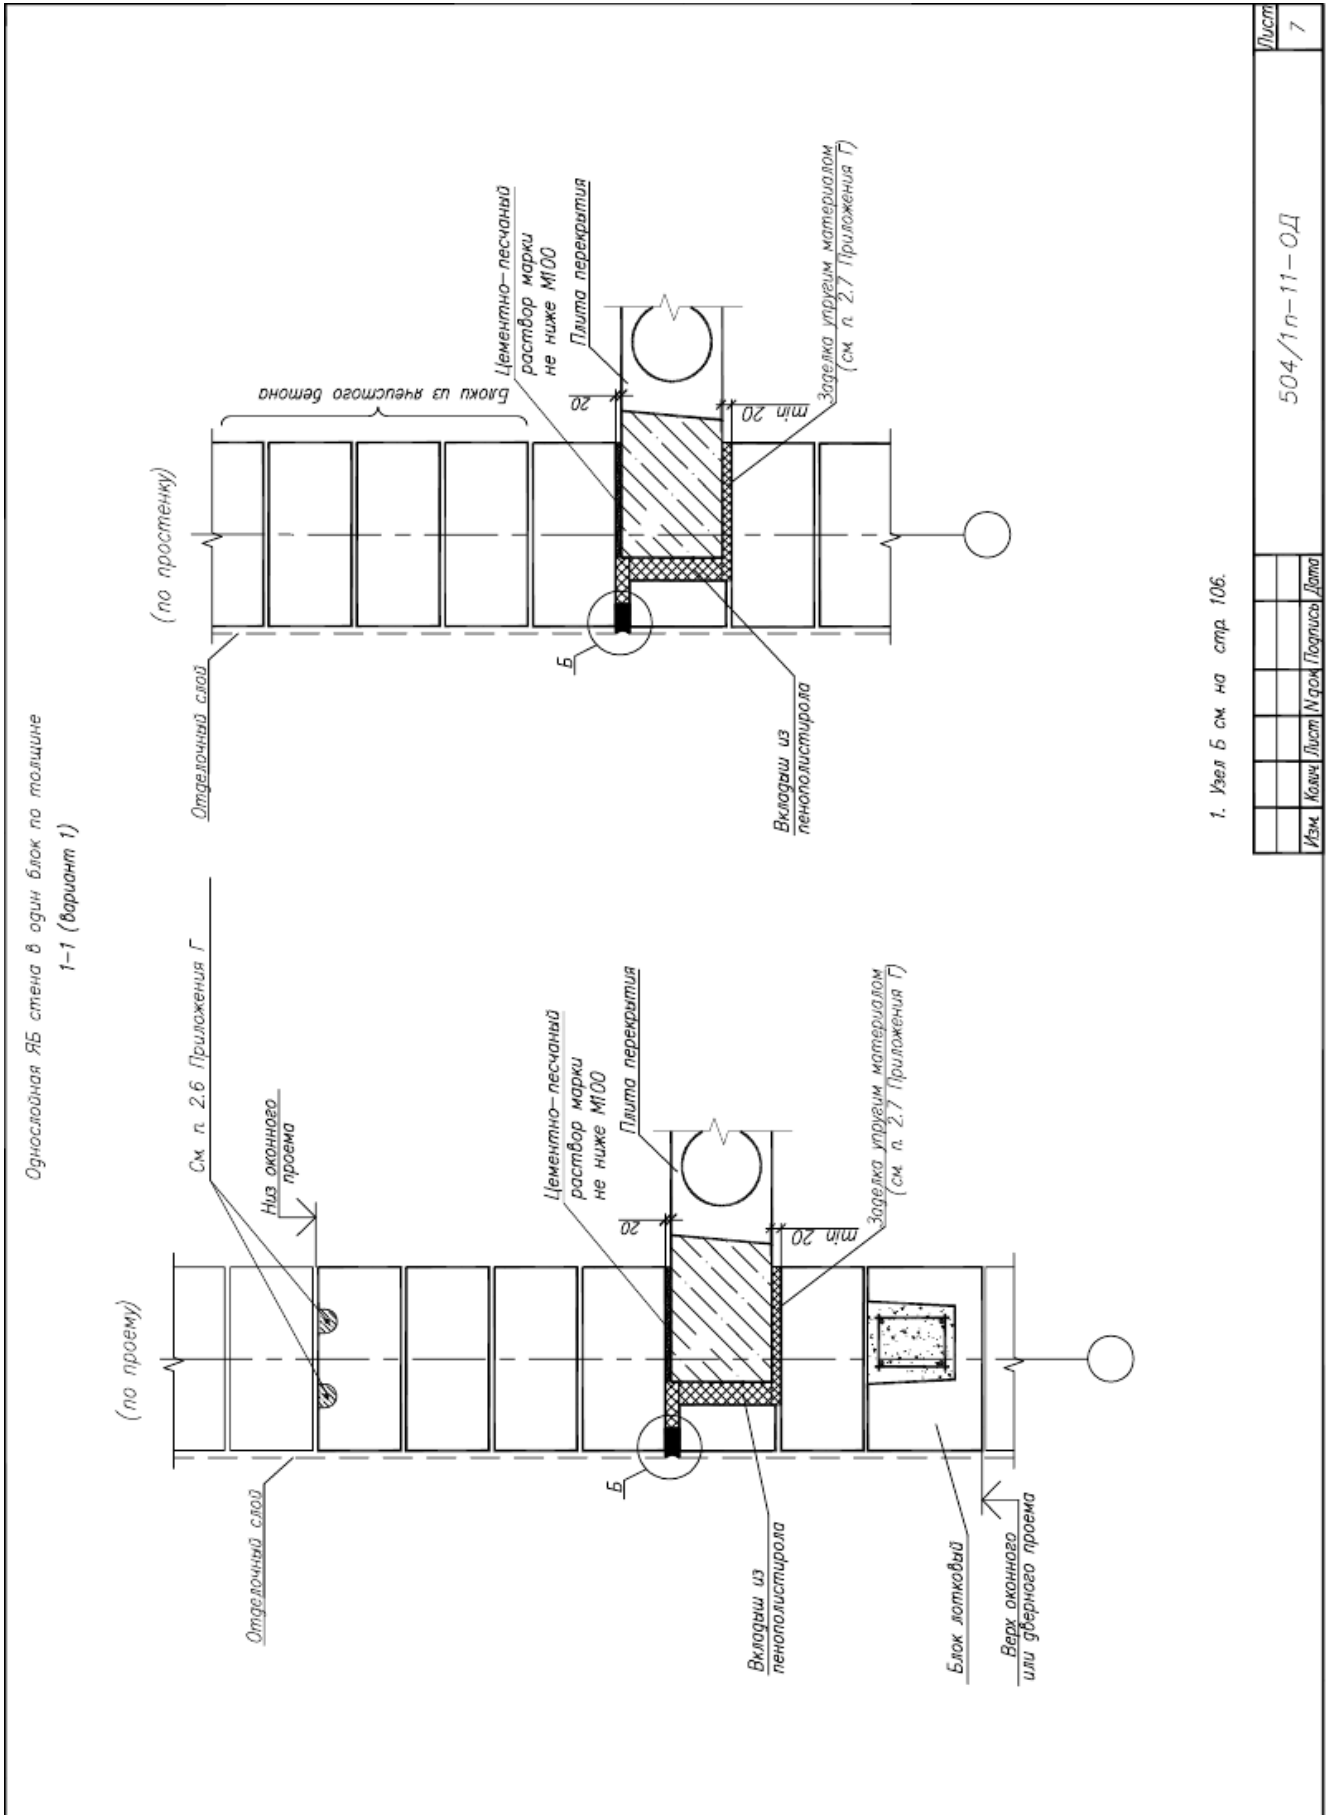 Однослойная ЯБ стена в один блок по толщине
1-1 (вариант 1)
(по проему)
Отделочный слой
См. п. 2.6 Приложения Г
Низ оконного
проема
Цементно-песчаный
раствор марки
не ниже М100
Плита перекрытия
20
min 20
Заделка упругим материалом
(см. п. 2.7 Приложения Г)
Б
Вкладыш из
пенополистирола
Блок лотковый
Верх оконного
или дверного проема
(по простенку)
Отделочный слой
Блоки из ячеистого бетона
Цементно-песчаный
раствор марки
не ниже М100
Плита перекрытия
20
min 20
Заделка упругим материалом
(см. п. 2.7 Приложения Г)
Б
Вкладыш из
пенополистирола
1. Узел Б см. на стр. 106.
Изм. Колич. Лист Nдок. Подпись Дата
504/1п-11-ОД
Лист
7